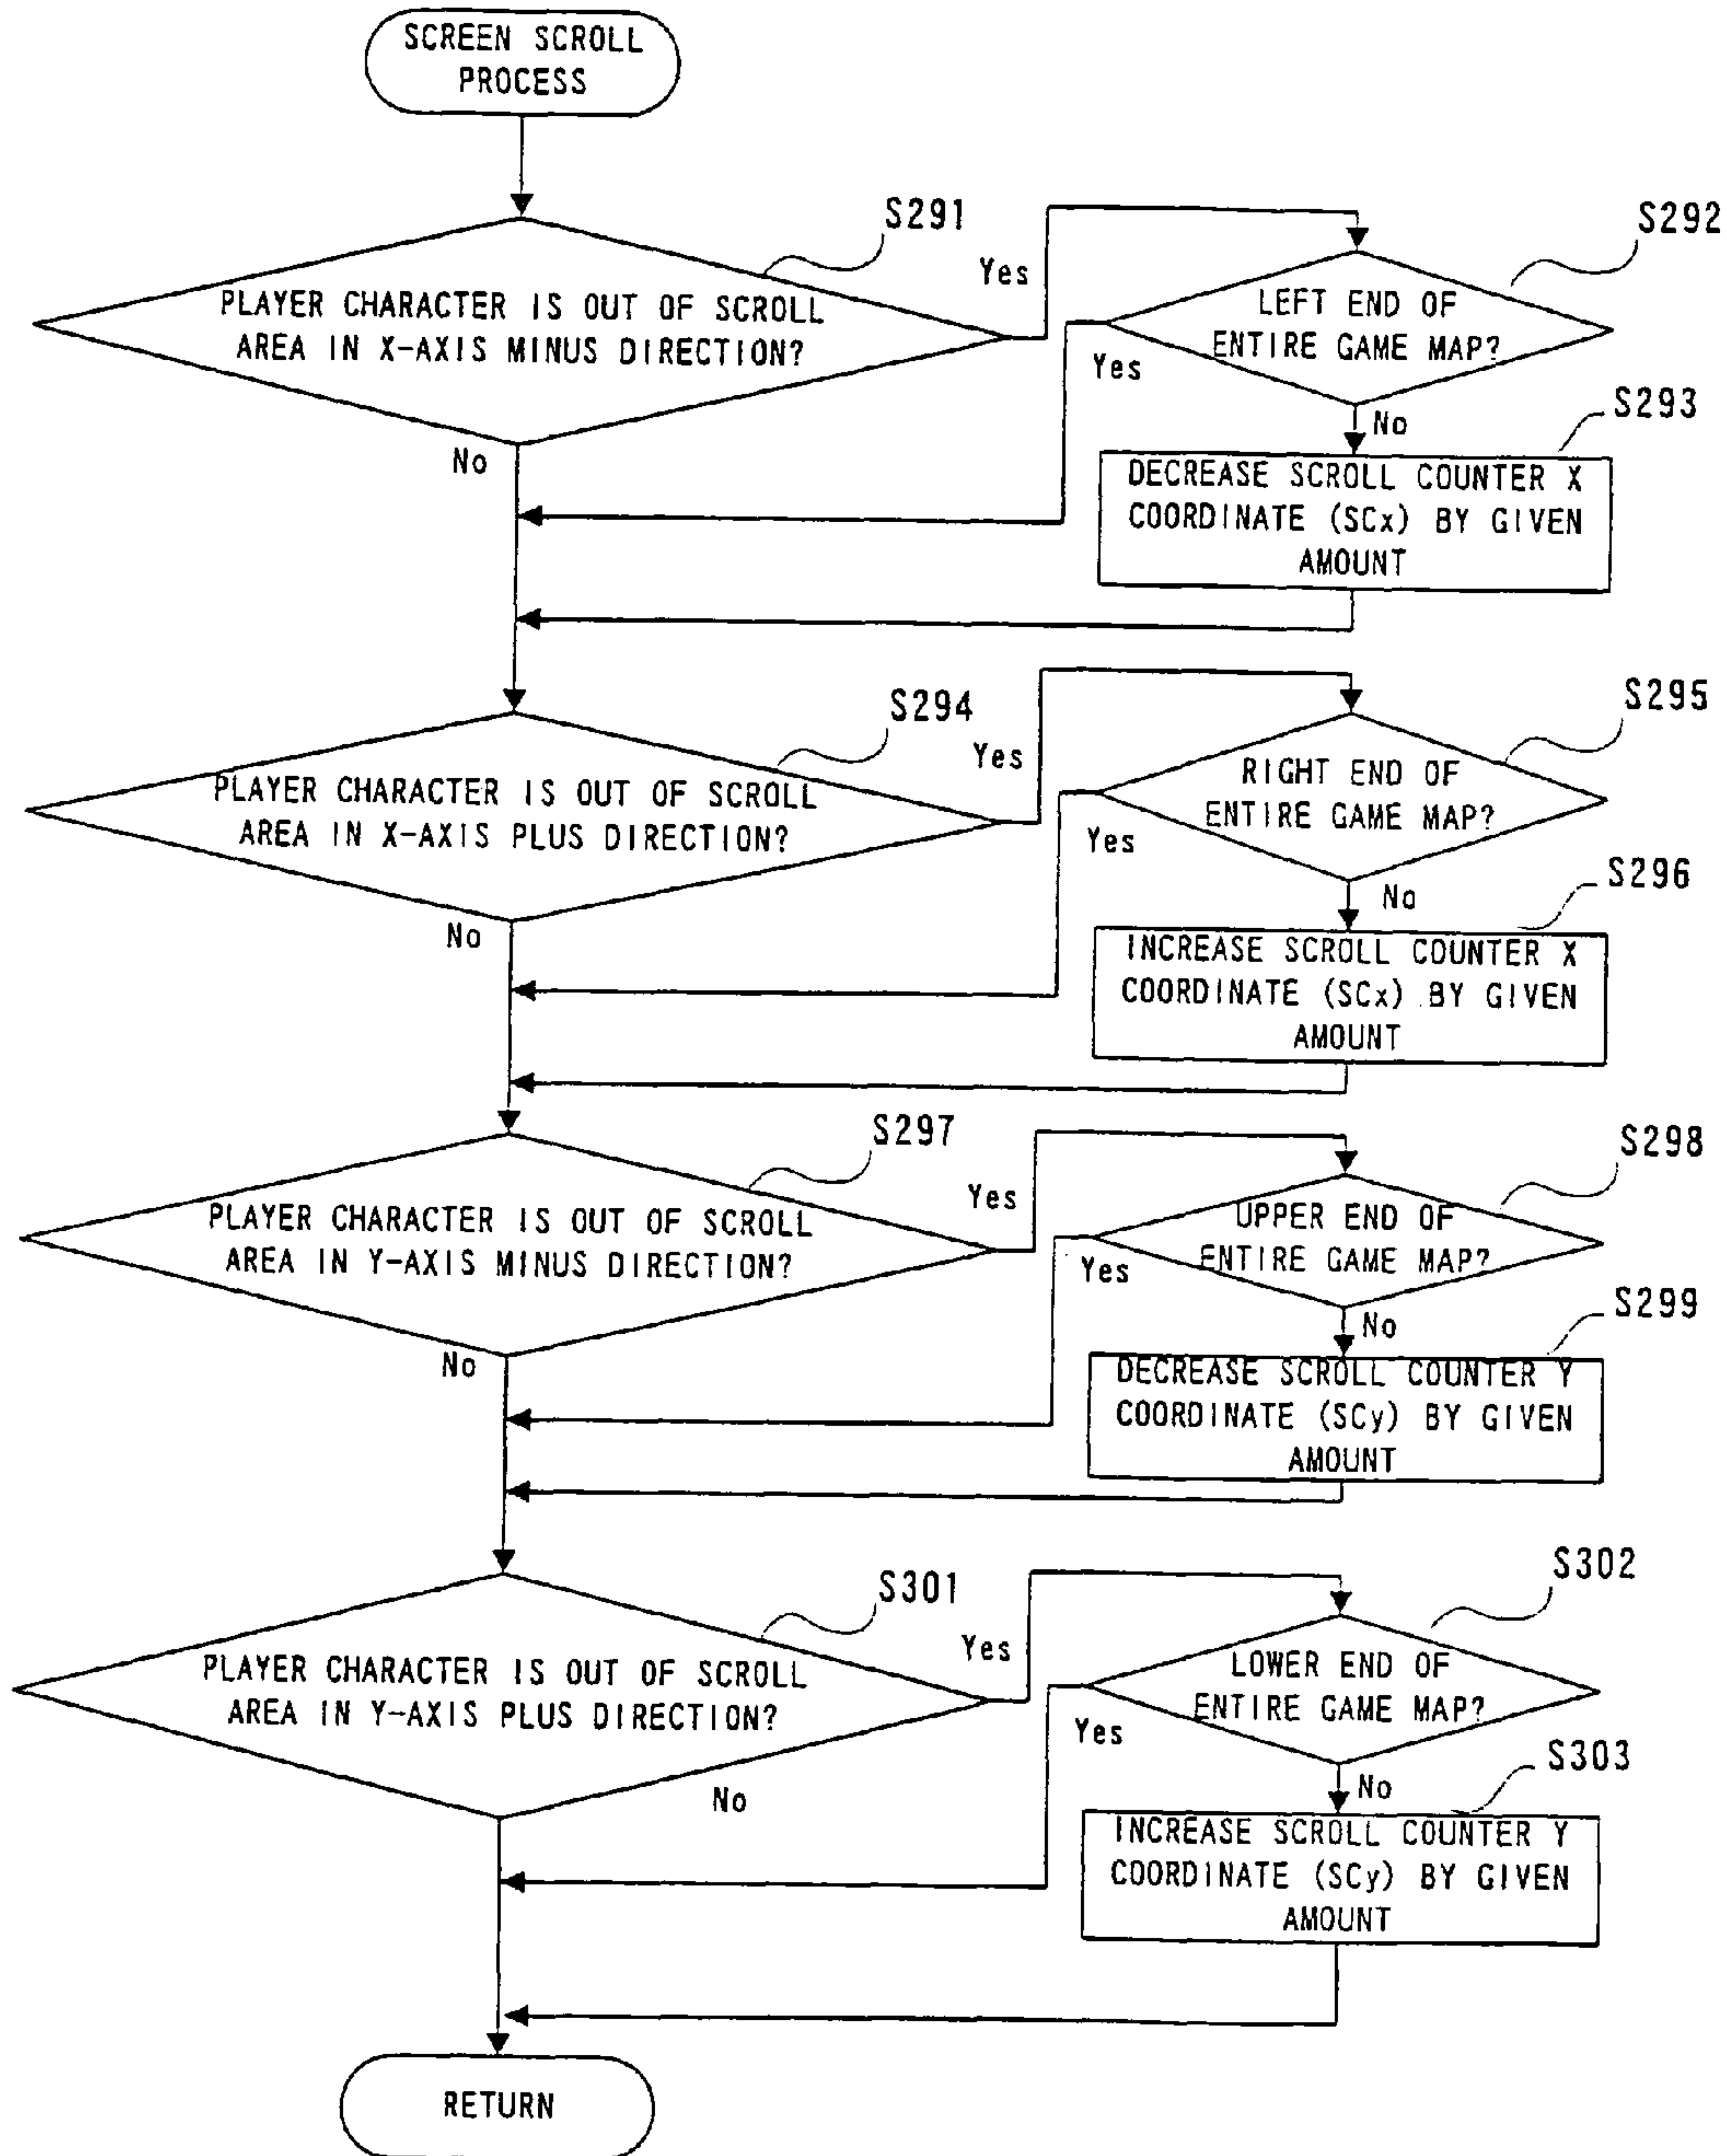 SCREEN SCROLL
PROCESS
S291
S292
Yes
PLAYER CHARACTER IS OUT OF SCROLL
AREA IN X-AXIS MINUS DIRECTION?
LEFT END OF
ENTIRE GAME MAP?
Yes
No
S293
No
DECREASE SCROLL COUNTER X
COORDINATE (SCx) BY GIVEN
AMOUNT
S294
S295
Yes
PLAYER CHARACTER IS OUT OF SCROLL
AREA IN X-AXIS PLUS DIRECTION?
RIGHT END OF
ENTIRE GAME MAP?
Yes
No
S296
No
INCREASE SCROLL COUNTER X
COORDINATE (SCx) BY GIVEN
AMOUNT
S297
S298
Yes
PLAYER CHARACTER IS OUT OF SCROLL
AREA IN Y-AXIS MINUS DIRECTION?
UPPER END OF
ENTIRE GAME MAP?
Yes
No
S299
No
DECREASE SCROLL COUNTER Y
COORDINATE (SCy) BY GIVEN
AMOUNT
S301
S302
Yes
PLAYER CHARACTER IS OUT OF SCROLL
AREA IN Y-AXIS PLUS DIRECTION?
LOWER END OF
ENTIRE GAME MAP?
Yes
No
S303
No
INCREASE SCROLL COUNTER Y
COORDINATE (SCy) BY GIVEN
AMOUNT
RETURN